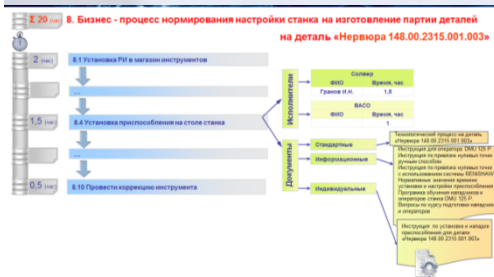 Σ 20 (час) 8. Бизнес - процесс нормирования настройки станка на изготовление партии деталей
на деталь «Нервюра 148.00.2315.001.003»
2 (час)
8.1 Установка РИ в магазин инструментов
...
1,5 (час)
8.4 Установка приспособления на столе станка
...
0,5 (час)
8.10 Провести коррекцию инструмента
Исполнители
Солвер
ФИО Время, час
Гранов И.Н. 1,5
ВАСО
ФИО Время, час
1
Документы
Стандартные
Информационные
Индивидуальные
Технологический процесс на деталь
«Нервюра 148.00.2315.001.003»
Инструкция для оператора DMU 125 P.
Инструкция по привязке нулевых точек
ручным способом
Инструкция по привязке нулевых точек
с использованием системы RENISHAW
Нормативные значения времени
установки и настройки приспособления
Программа обучения наладчиков и
операторов станка DMU 125 P.
Вопросы по курсу подготовки наладчиков
и операторов
Инструкция по установке и наладке
приспособления для детали
«Нервюра 148.00.2315.001.003»